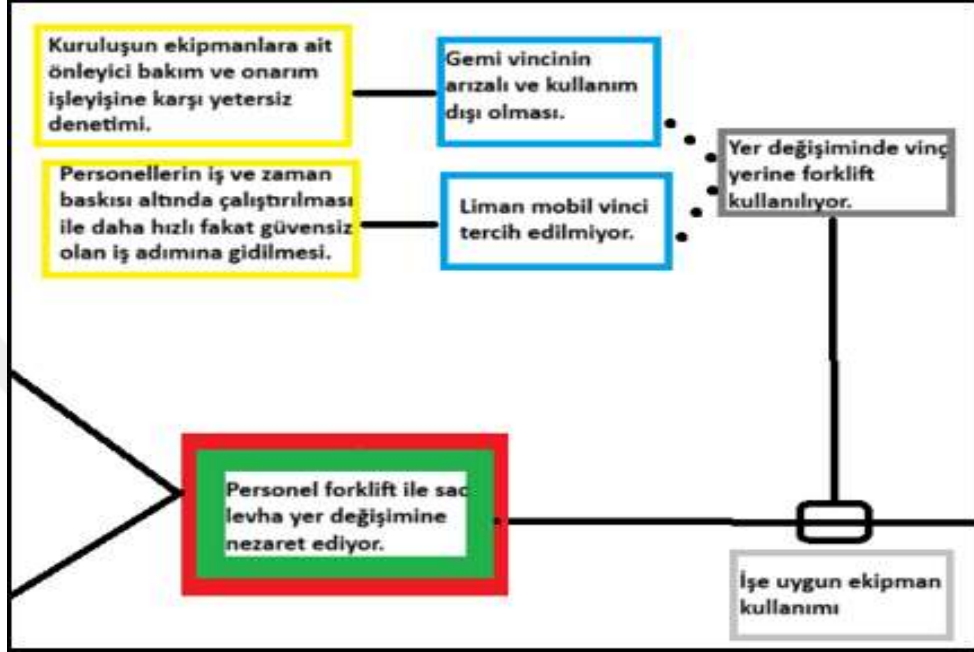 Kuruluşun ekipmanlara ait
önleyici bakım ve onarım
işleyişine karşı yetersiz
denetimi.
Gemi vincinin
arızalı ve kullanım
dışı olması.
Yer değişiminde vinç
yerine forklift
kullanılıyor.
Personellerin iş ve zaman
baskısı altında çalıştırılması
ile daha hızlı fakat güvensiz
olan iş adımına gidilmesi.
Liman mobil vinci
tercih edilmiyor.
Personel forklift ile sac
levha yer değişimine
nezaret ediyor.
İşe uygun ekipman
kullanımı